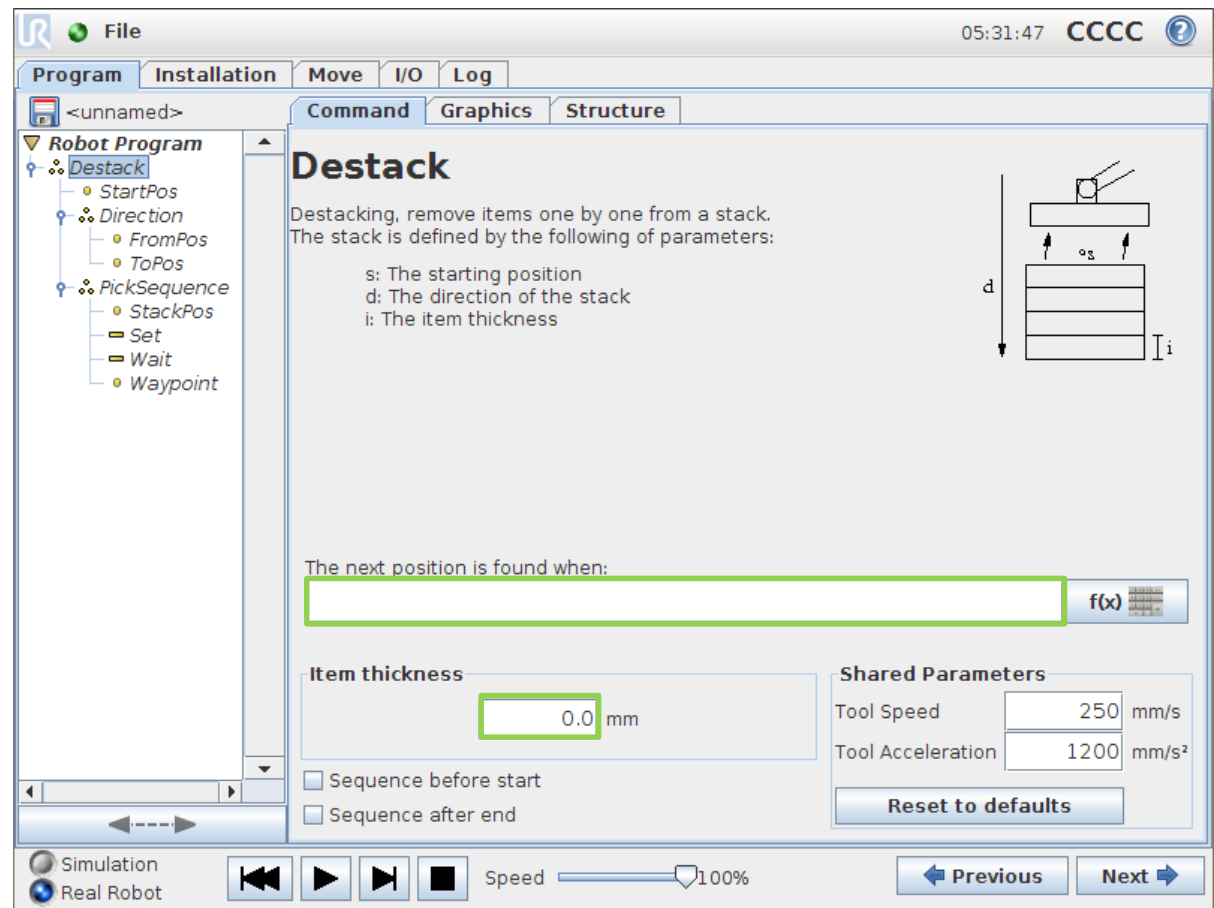 UR File 05:31:47 CCCC ?
Program Installation Move I/O Log
<unnamed> Command Graphics Structure
Robot Program
Destack
StartPos
Direction
FromPos
ToPos
PickSequence
StackPos
Set
Wait
Waypoint
Destack
Destacking, remove items one by one from a stack.
The stack is defined by the following of parameters:
s: The starting position
d: The direction of the stack
i: The item thickness
s
d
i
The next position is found when:
f(x)
Item thickness
0.0 mm
Sequence before start
Sequence after end
Shared Parameters
Tool Speed 250 mm/s
Tool Acceleration 1200 mm/s²
Reset to defaults
Simulation
Real Robot
Speed 100%
Previous Next